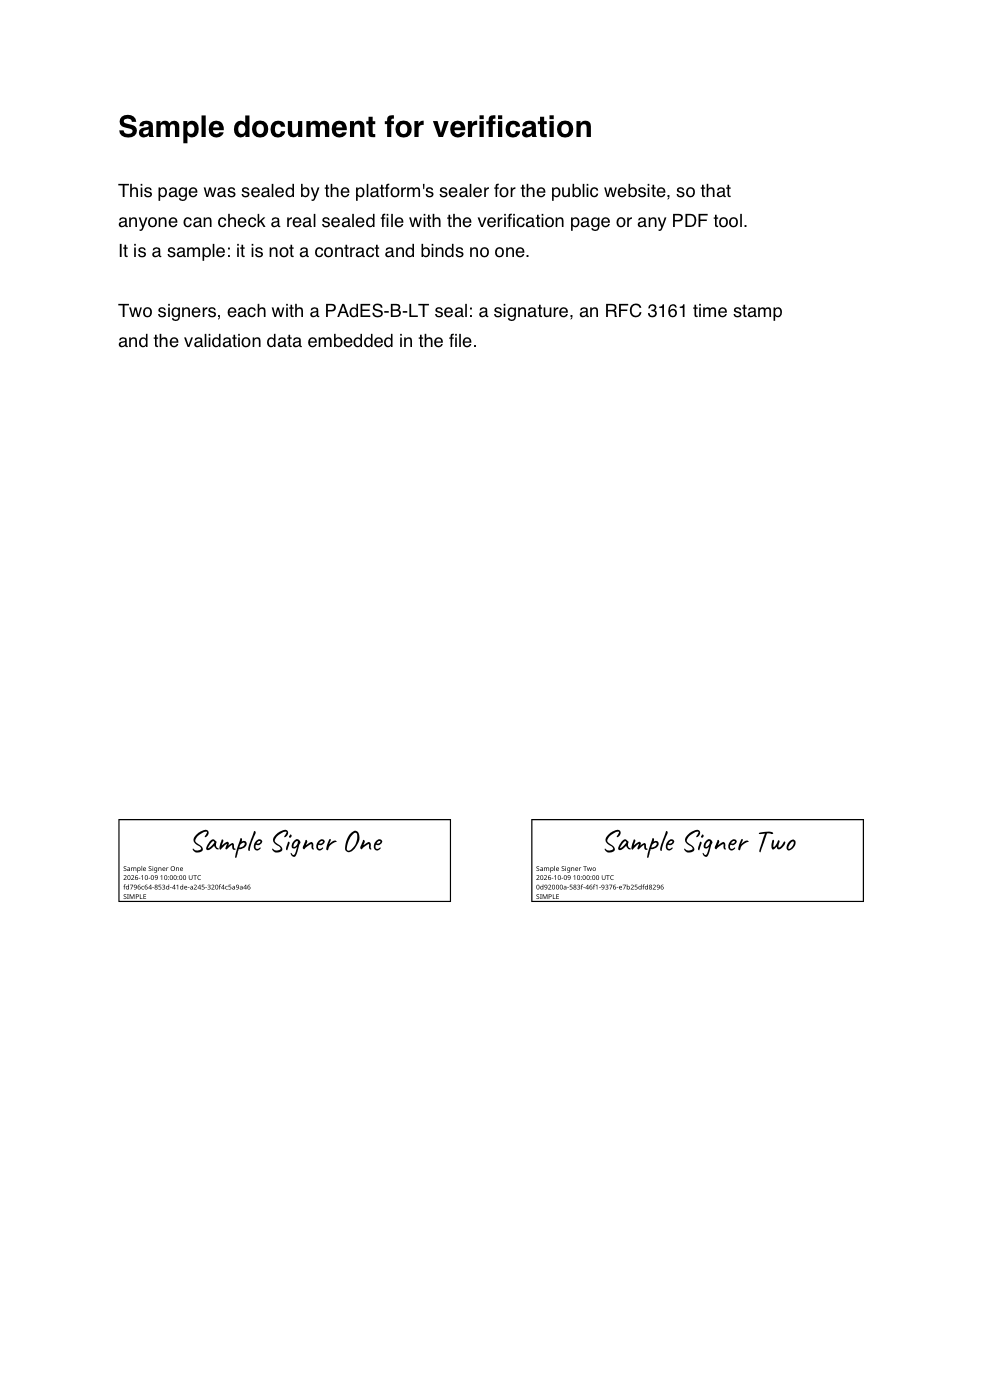 Sample document for verification
This page was sealed by the platform's sealer for the public website, so that
anyone can check a real sealed file with the verification page or any PDF tool.
It is a sample: it is not a contract and binds no one.
Two signers, each with a PAdES-B-LT seal: a signature, an RFC 3161 time stamp
and the validation data embedded in the file.
Sample Signer One
Sample Signer One
2026-10-09 10:00:00 UTC
fd796c64-853d-41de-a245-320f4c5a9a46
SIMPLE
Sample Signer Two
Sample Signer Two
2026-10-09 10:00:00 UTC
0d92000a-583f-46f1-9376-e7b25dfd8296
SIMPLE